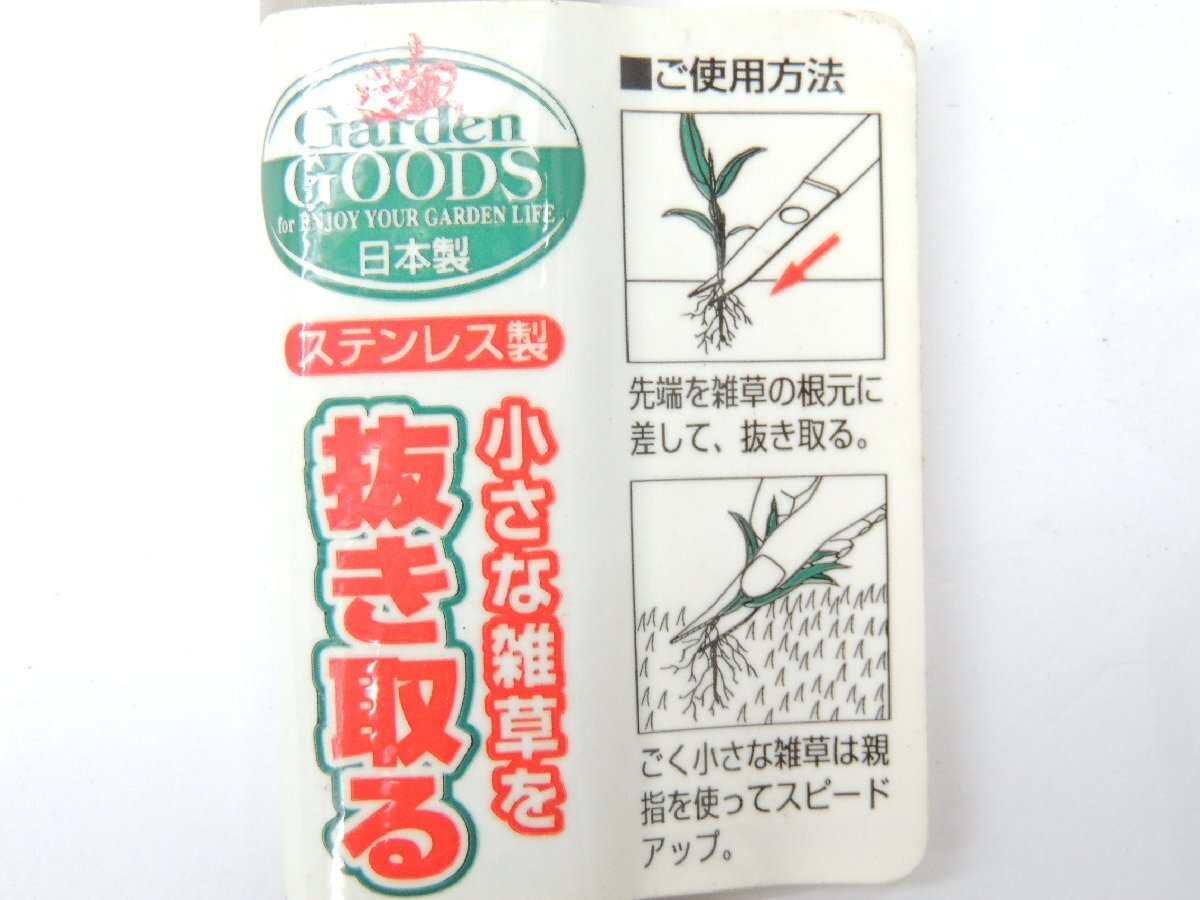 Garden
GOODS
for ENJOY YOUR GARDEN LIFE
日本製
ステンレス製
小さな雑草を
抜き取る
■ご使用方法
先端を雑草の根元に
差して、抜き取る。
ごく小さな雑草は親
指を使ってスピード
アップ。